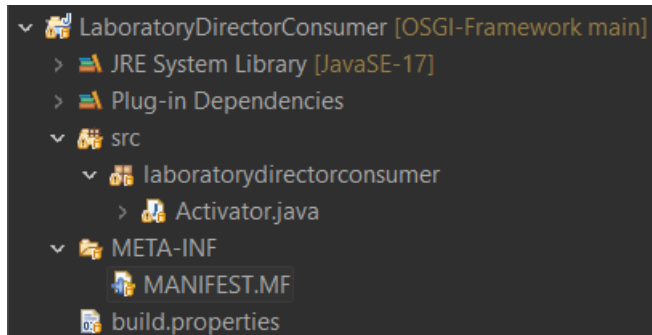 LaboratoryDirectorConsumer [OSGI-Framework main]
JRE System Library [JavaSE-17]
Plug-in Dependencies
src
laboratorydirectorconsumer
Activator.java
META-INF
MANIFEST.MF
build.properties